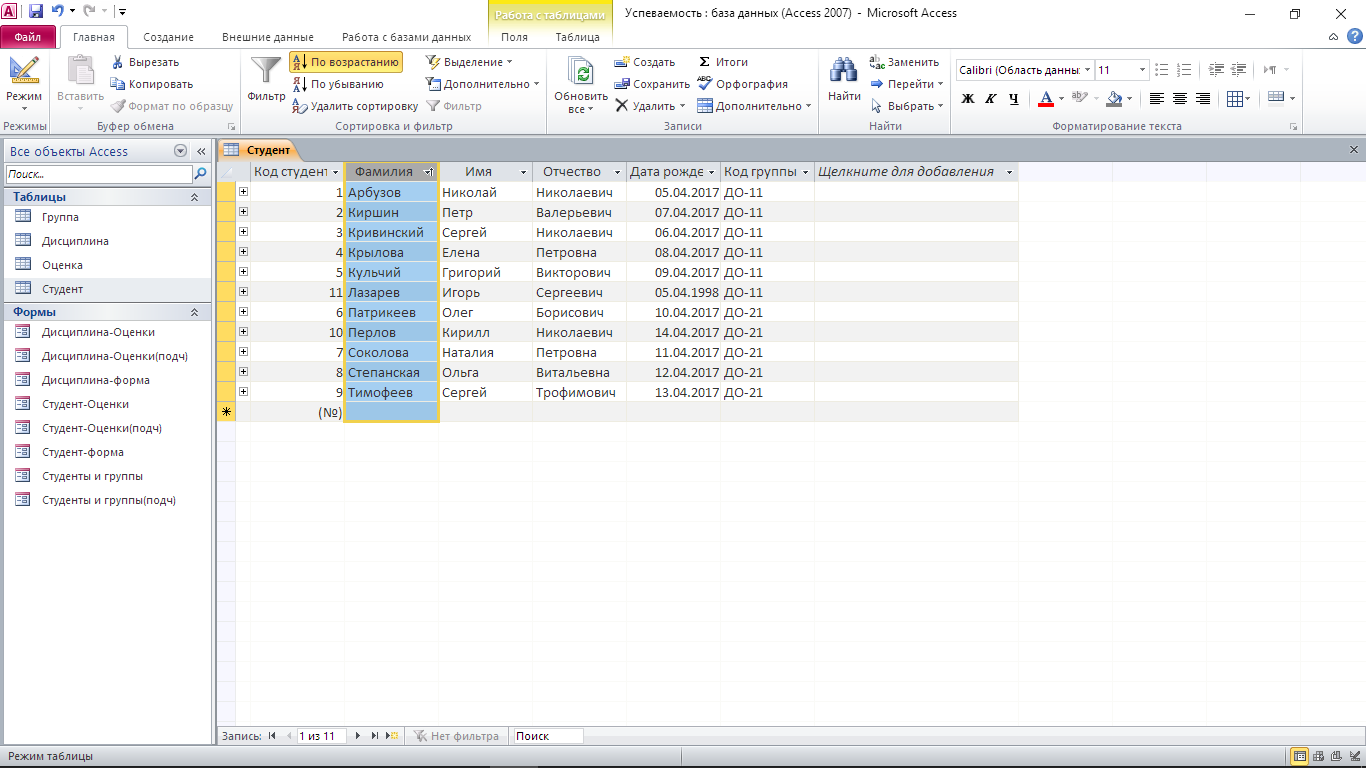 Работа с таблицами
Успеваемость : база данных (Access 2007) - Microsoft Access
Файл Главная Создание Внешние данные Работа с базами данных Поля Таблица
Режим
Режимы
Вставить
Вырезать
Копировать
Формат по образцу
Буфер обмена
Фильтр
По возрастанию
По убыванию
Удалить сортировку
Выделение
Дополнительно
Фильтр
Сортировка и фильтр
Обновить
все
Создать
Сохранить
Удалить
Итоги
Орфография
Дополнительно
Записи
Найти
Заменить
Перейти
Выбрать
Найти
Calibri (Область данны: 11
Ж К Ч А
Форматирование текста
Все объекты Access
Поиск...
Таблицы
Группа
Дисциплина
Оценка
Студент
Формы
Дисциплина-Оценки
Дисциплина-Оценки(подч)
Дисциплина-форма
Студент-Оценки
Студент-Оценки(подч)
Студент-форма
Студенты и группы
Студенты и группы(подч)
Студент
Код студент Фамилия Имя Отчество Дата рожде Код группы Щелкните для добавления
1 Арбузов Николай Николаевич 05.04.2017 ДО-11
2 Киршин Петр Валерьевич 07.04.2017 ДО-11
3 Кривинский Сергей Николаевич 06.04.2017 ДО-11
4 Крылова Елена Петровна 08.04.2017 ДО-11
5 Кульчий Григорий Викторович 09.04.2017 ДО-11
11 Лазарев Игорь Сергеевич 05.04.1998 ДО-11
6 Патрикеев Олег Борисович 10.04.2017 ДО-21
10 Перлов Кирилл Николаевич 14.04.2017 ДО-21
7 Соколова Наталия Петровна 11.04.2017 ДО-21
8 Степанская Ольга Витальевна 12.04.2017 ДО-21
9 Тимофеев Сергей Трофимович 13.04.2017 ДО-21
(№)
Запись: 1 из 11 Нет фильтра Поиск
Режим таблицы